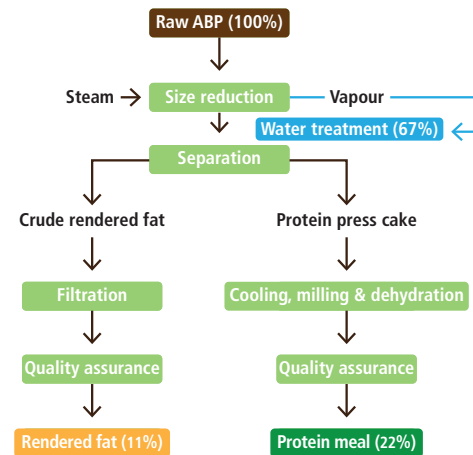 Raw ABP (100%)
Steam
Size reduction
Vapour
Water treatment (67%)
Separation
Crude rendered fat
Protein press cake
Filtration
Cooling, milling & dehydration
Quality assurance
Quality assurance
Rendered fat (11%)
Protein meal (22%)